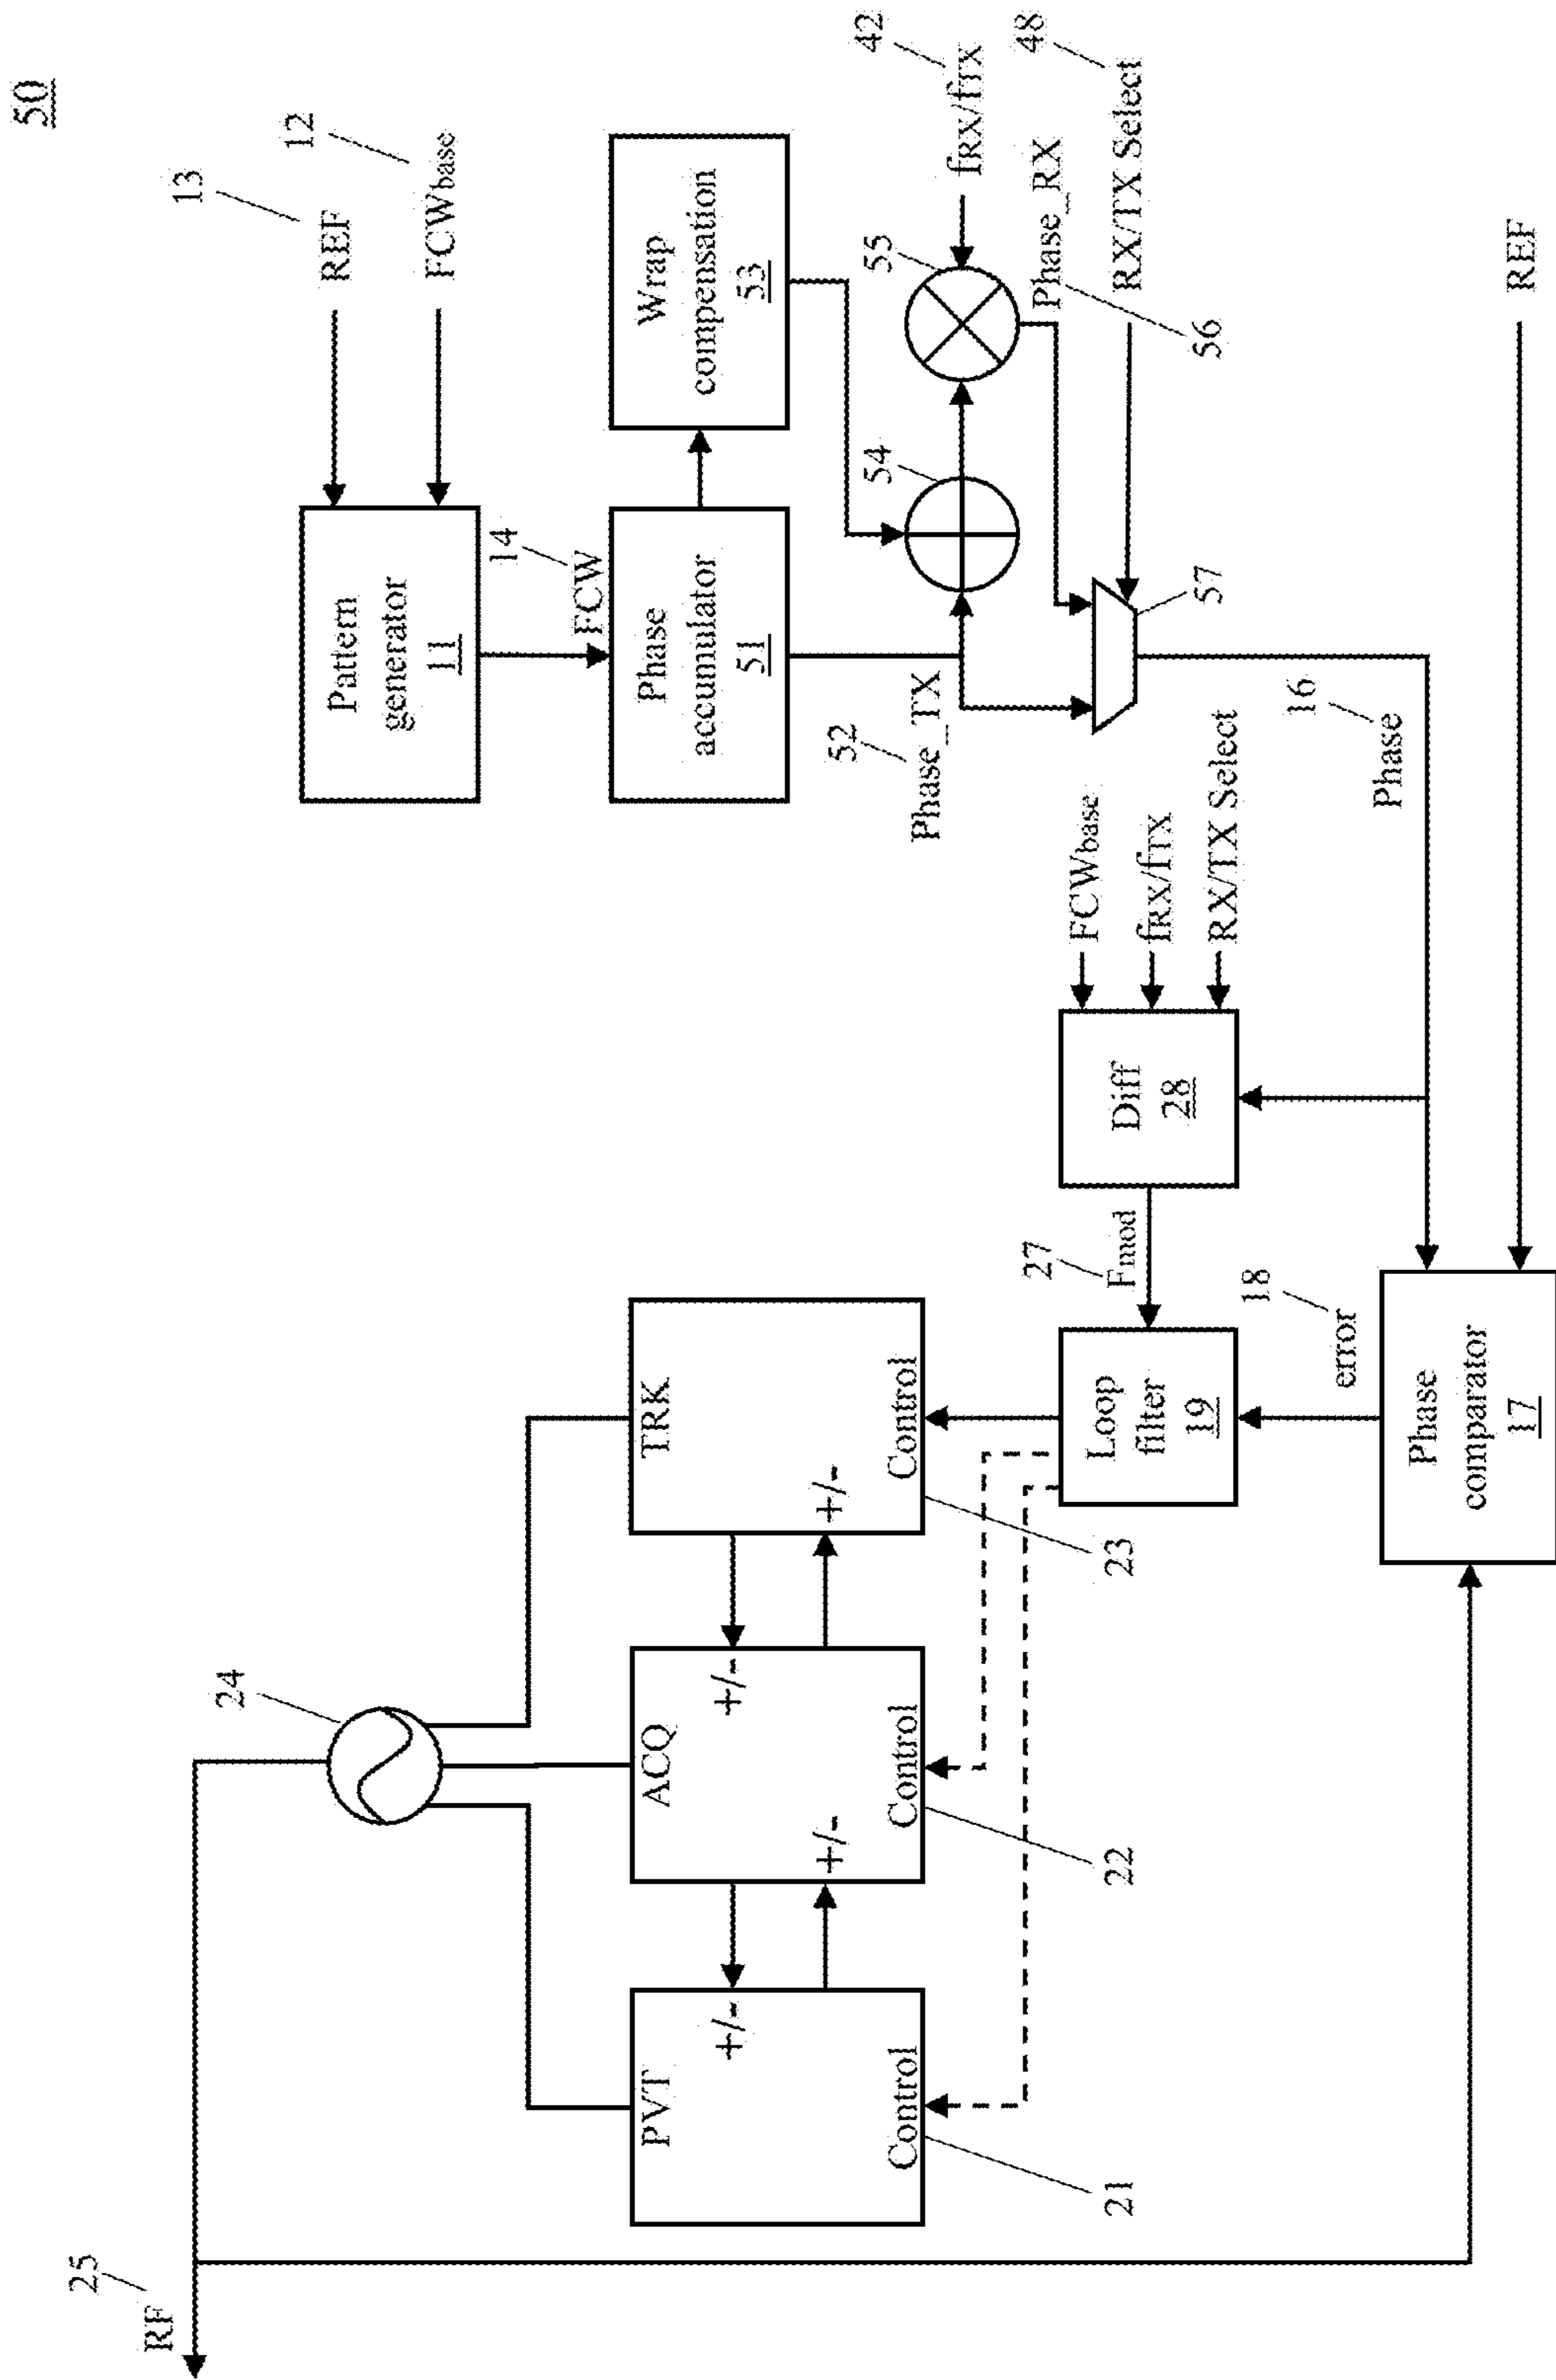 50
13
REF
12
FCWbase
Pattern
generator
11
14
FCW
Phase
accumulator
51
Wrap
compensation
53
52
Phase_TX
54
55
42
fRX/fTX
Phase_RX
56
48
RX/TX Select
57
16
Phase
REF
FCWbase
fRX/fTX
RX/TX Select
Diff
28
27
Fmod
Loop
filter
19
18
error
Phase
comparator
17
TRK
+/-
Control
23
ACQ
+/-
+/-
Control
22
PVT
+/-
Control
21
24
25
RF